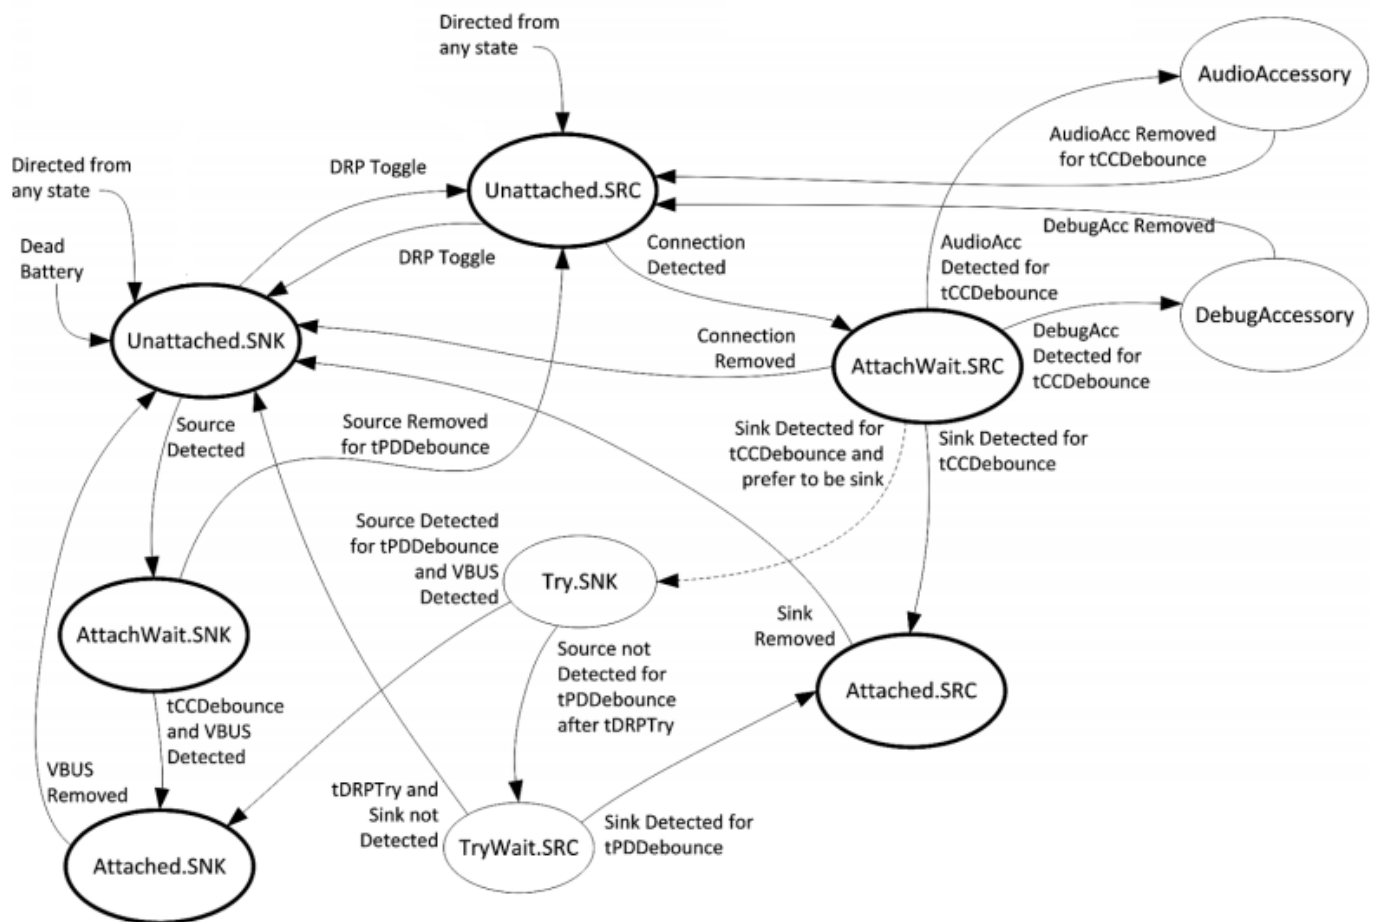 Directed from
any state
AudioAccessory
AudioAcc Removed
for tCCDebounce
Directed from
any state
DRP Toggle
Unattached.SRC
DebugAcc Removed
Dead
Battery
DRP Toggle
Connection
Detected
AudioAcc
Detected for
tCCDebounce
DebugAccessory
Unattached.SNK
Connection
Removed
AttachWait.SRC
DebugAcc
Detected for
tCCDebounce
Source
Detected
Source Removed
for tPDDebounce
Sink Detected for
tCCDebounce and
prefer to be sink
Sink Detected for
tCCDebounce
Source Detected
for tPDDebounce
and VBUS
Detected
Try.SNK
AttachWait.SNK
Sink
Removed
Source not
Detected for
tPDDebounce
after tDRPTry
Attached.SRC
tCCDebounce
and VBUS
Detected
VBUS
Removed
tDRPTry and
Sink not
Detected
TryWait.SRC
Sink Detected for
tPDDebounce
Attached.SNK